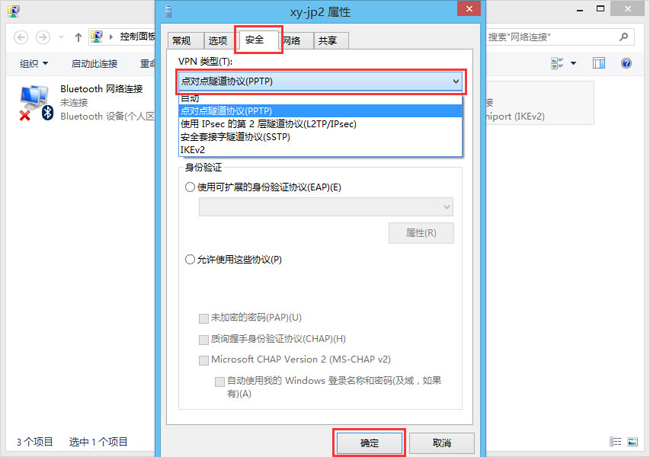 xy-jp2 属性
控制面板
搜索"网络连接"
组织
启动此连接
重命
Bluetooth 网络连接
未连接
Bluetooth 设备(个人区
接
niport (IKEv2)
常规
选项
安全
网络
共享
VPN 类型(T):
点对点隧道协议(PPTP)
自动
点对点隧道协议(PPTP)
使用 IPsec 的第 2 层隧道协议(L2TP/IPsec)
安全套接字隧道协议(SSTP)
IKEv2
身份验证
使用可扩展的身份验证协议(EAP)(E)
属性(R)
允许使用这些协议(P)
未加密的密码(PAP)(U)
质询握手身份验证协议(CHAP)(H)
Microsoft CHAP Version 2 (MS-CHAP v2)
自动使用我的 Windows 登录名称和密码(及域，如果
有)(A)
确定
取消
3 个项目
选中 1 个项目